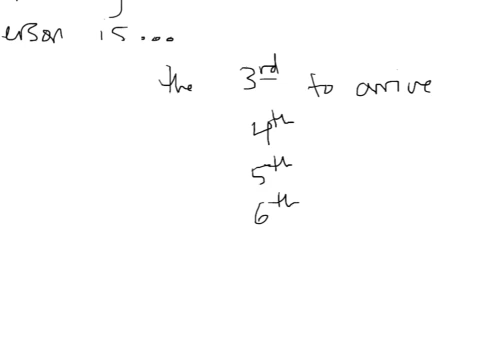 erson is...
the 3rd to arrive
4th
5th
6th